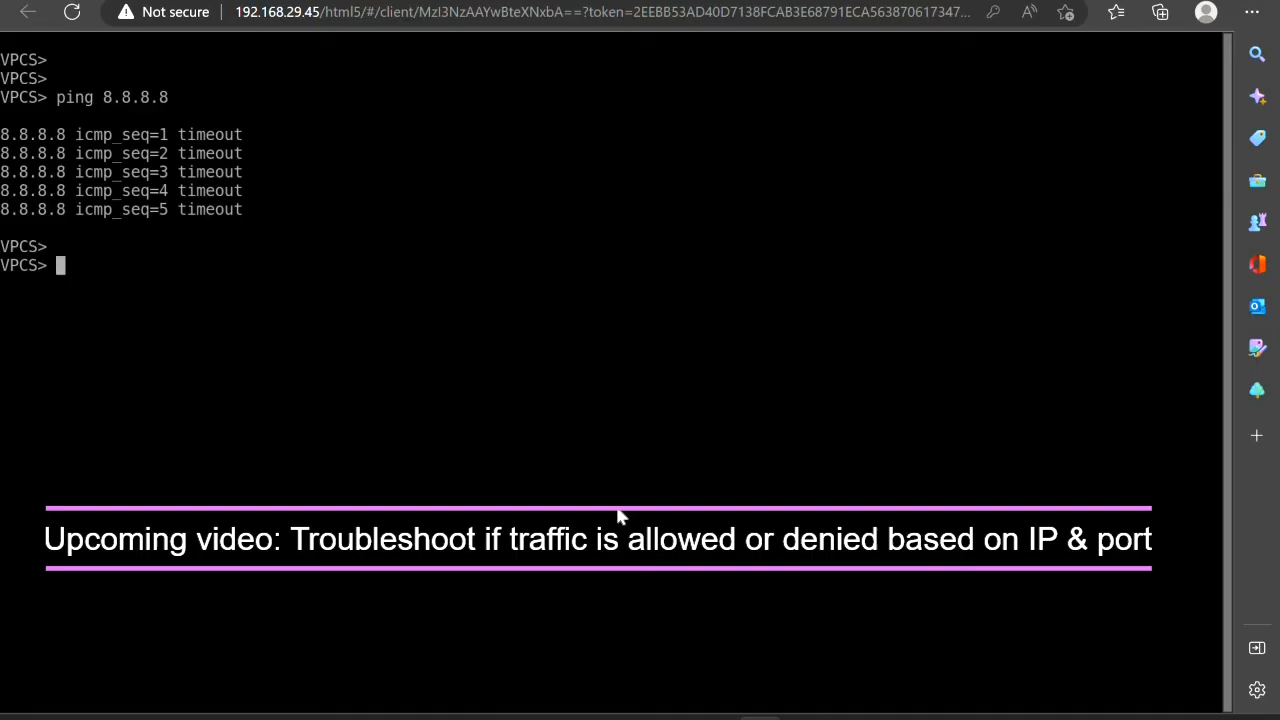 Not secure
192.168.29.45/html5/#/client/MzI3NzAAYwBteXNxbA==?token=2EEBB53AD40D7138FCAB3E68791ECA563870617347...
VPCS>
VPCS>
VPCS> ping 8.8.8.8
8.8.8.8 icmp_seq=1 timeout
8.8.8.8 icmp_seq=2 timeout
8.8.8.8 icmp_seq=3 timeout
8.8.8.8 icmp_seq=4 timeout
8.8.8.8 icmp_seq=5 timeout
VPCS>
VPCS>
Upcoming video: Troubleshoot if traffic is allowed or denied based on IP & port